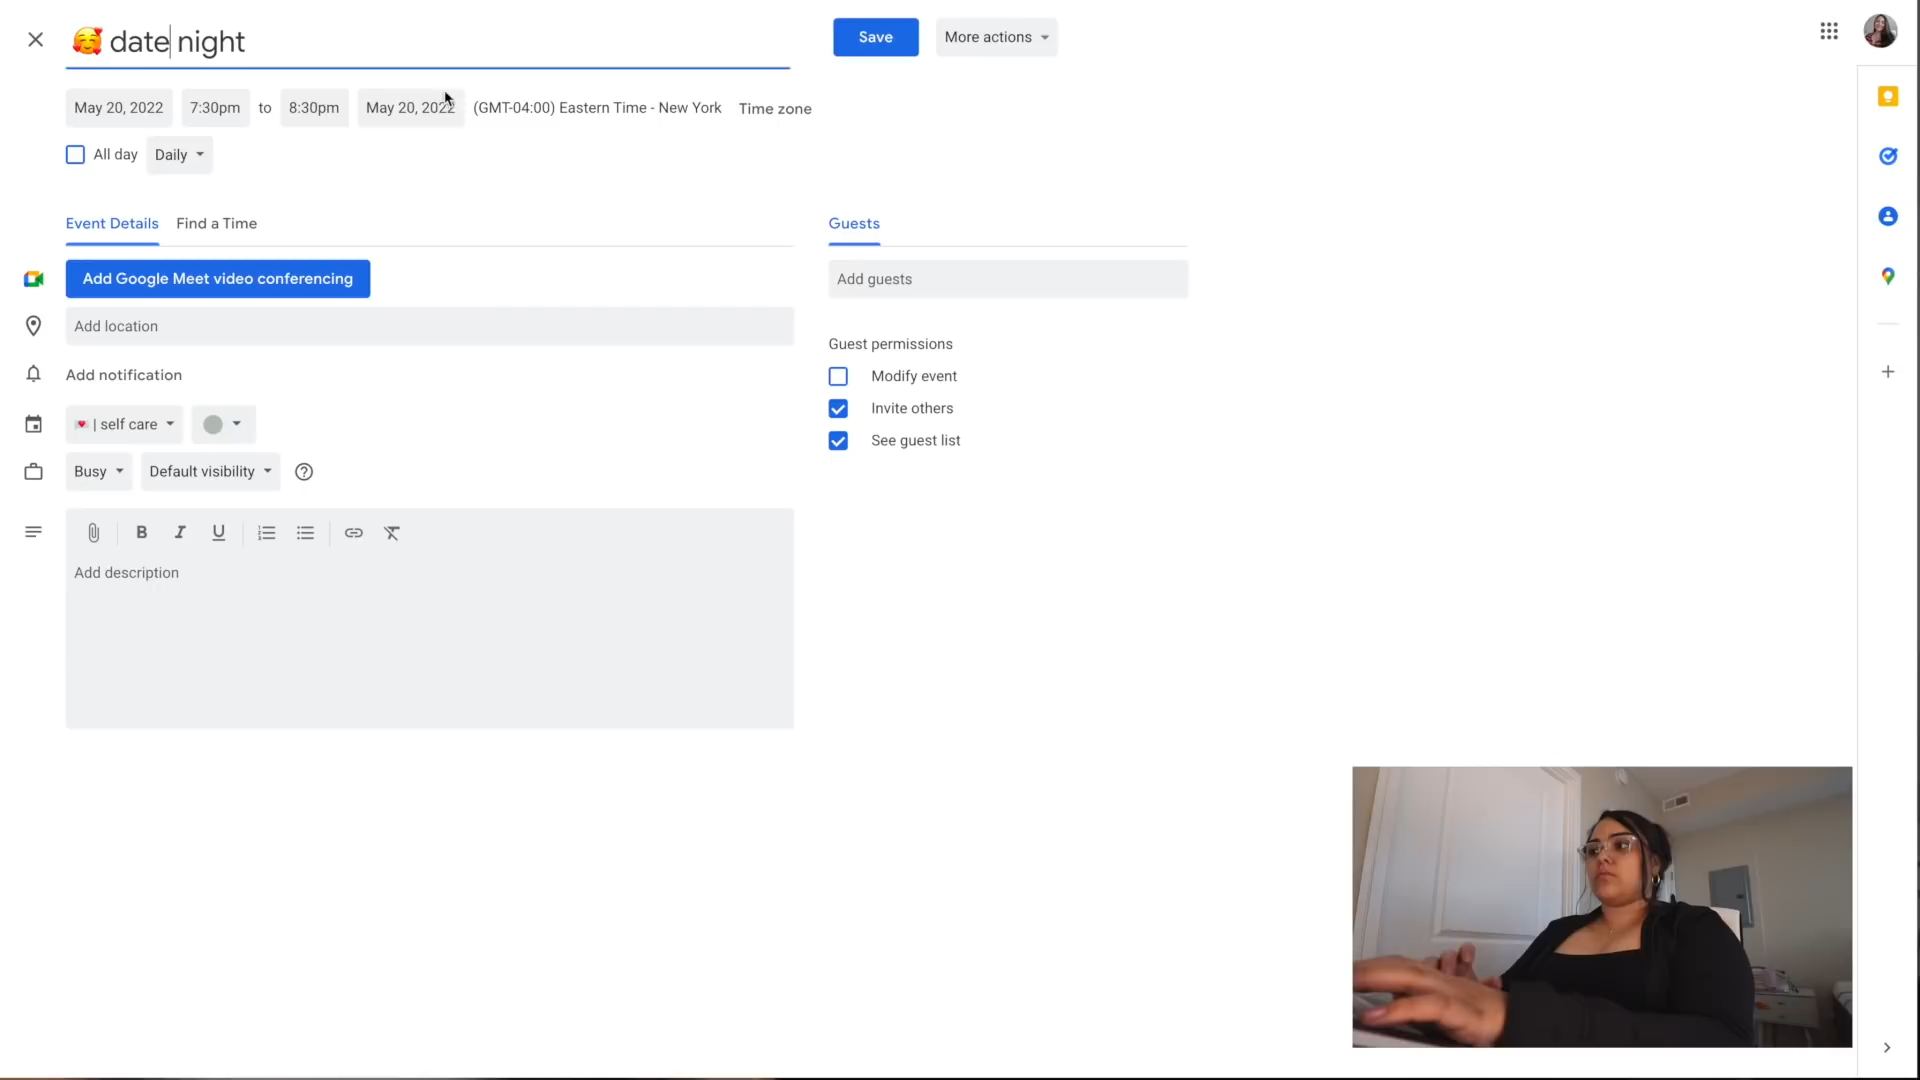 🥰 date night
Save
More actions
May 20, 2022 7:30pm to 8:30pm May 20, 2022 (GMT-04:00) Eastern Time - New York Time zone
All day Daily
Event Details Find a Time
Guests
Add Google Meet video conferencing
Add guests
Add location
Guest permissions
Add notification
Modify event
Invite others
💌 | self care
See guest list
Busy Default visibility
B I U
Add description